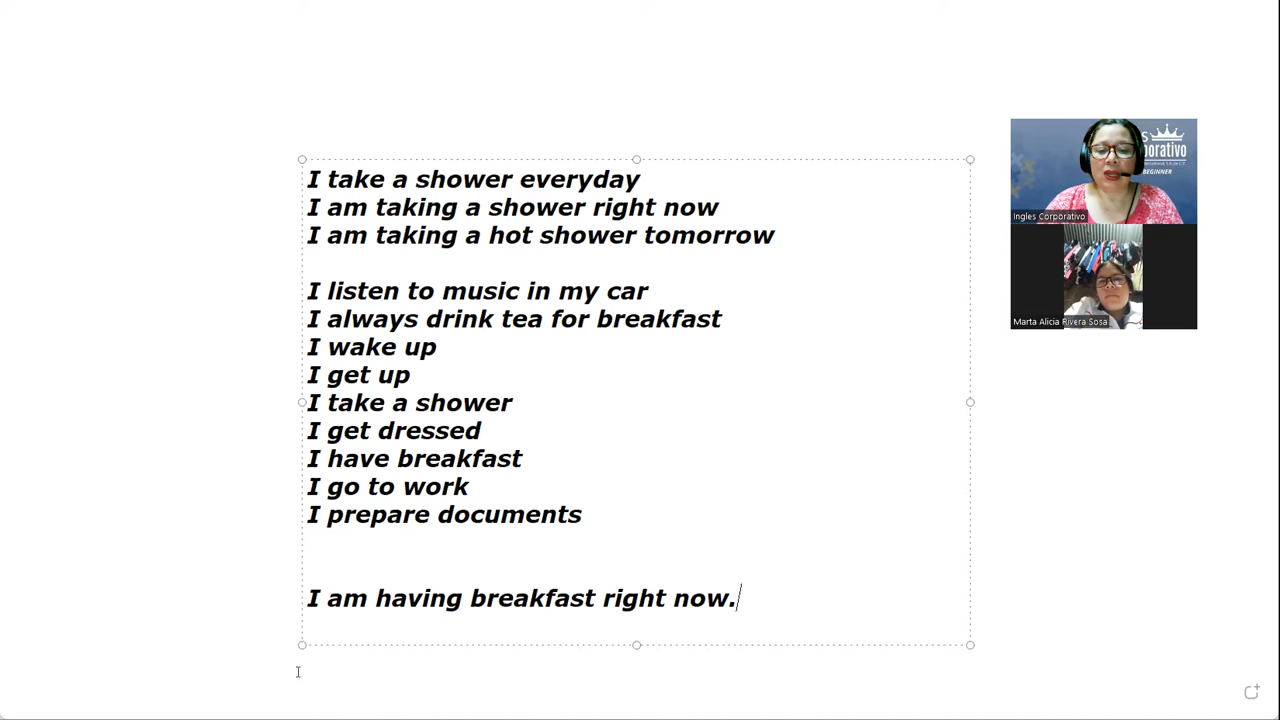 I take a shower everyday
I am taking a shower right now
I am taking a hot shower tomorrow
I listen to music in my car
I always drink tea for breakfast
I wake up
I get up
I take a shower
I get dressed
I have breakfast
I go to work
I prepare documents
I am having breakfast right now.
S
porativo
BEGINNER
Ingles Corporativo
Marta Alicia Rivera Sosa